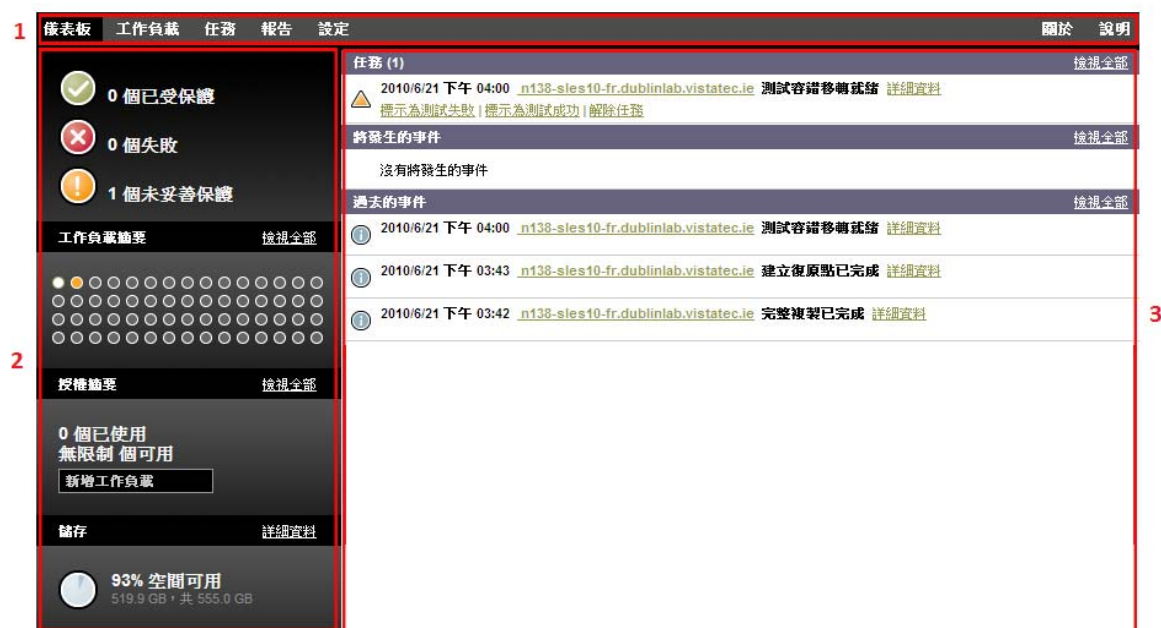 1
儀表板 工作負載 任務 報告 設定 關於 說明
2
0 個已受保護
0 個失敗
1 個未妥善保護
工作負載摘要 檢視全部
授權摘要 檢視全部
0 個已使用
無限制 個可用
新增工作負載
儲存 詳細資料
93% 空間可用
519.9 GB，共 555.0 GB
3
任務 (1) 檢視全部
2010/6/21 下午 04:00 n138-sles10-fr.dublinlab.vistatec.ie 測試容錯移轉就緒 詳細資料
標示為測試失敗 | 標示為測試成功 | 解除任務
將發生的事件 檢視全部
沒有將發生的事件
過去的事件 檢視全部
2010/6/21 下午 04:00 n138-sles10-fr.dublinlab.vistatec.ie 測試容錯移轉就緒 詳細資料
2010/6/21 下午 03:43 n138-sles10-fr.dublinlab.vistatec.ie 建立復原點已完成 詳細資料
2010/6/21 下午 03:42 n138-sles10-fr.dublinlab.vistatec.ie 完整複製已完成 詳細資料